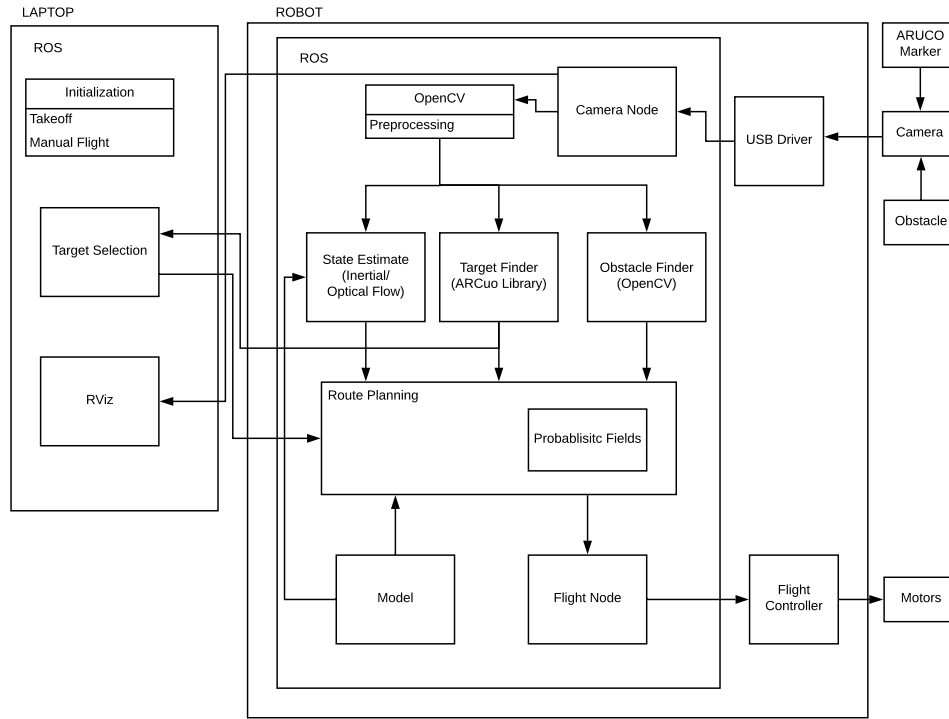 LAPTOP
ROBOT
ROS
Initialization
Takeoff
Manual Flight
Target Selection
RViz
ROS
OpenCV
Preprocessing
Camera Node
USB Driver
ARUCO
Marker
Camera
Obstacle
State Estimate
(Inertial/
Optical Flow)
Target Finder
(ARCuo Library)
Obstacle Finder
(OpenCV)
Route Planning
Probablisitc Fields
Model
Flight Node
Flight
Controller
Motors